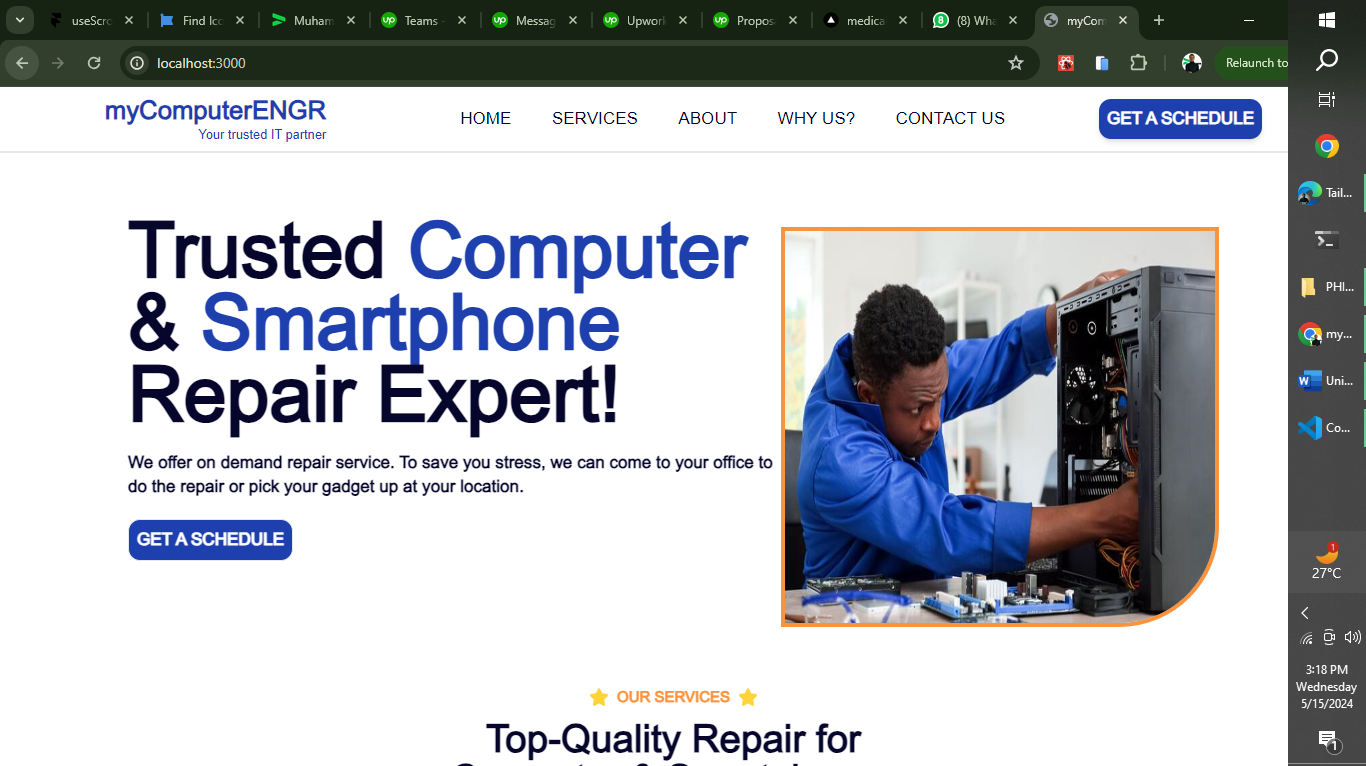 useScro
Find Ico
Muham
Teams -
Messag
Upwor
Propos
medica
(8) Wha
myCom
localhost:3000
Relaunch to
myComputerENGR
Your trusted IT partner
HOME
SERVICES
ABOUT
WHY US?
CONTACT US
GET A SCHEDULE
Trusted Computer
& Smartphone
Repair Expert!
We offer on demand repair service. To save you stress, we can come to your office to
do the repair or pick your gadget up at your location.
GET A SCHEDULE
OUR SERVICES
Top-Quality Repair for
Tail...
PHI...
my...
Uni...
Co...
1
27°C
3:18 PM
Wednesday
5/15/2024
1